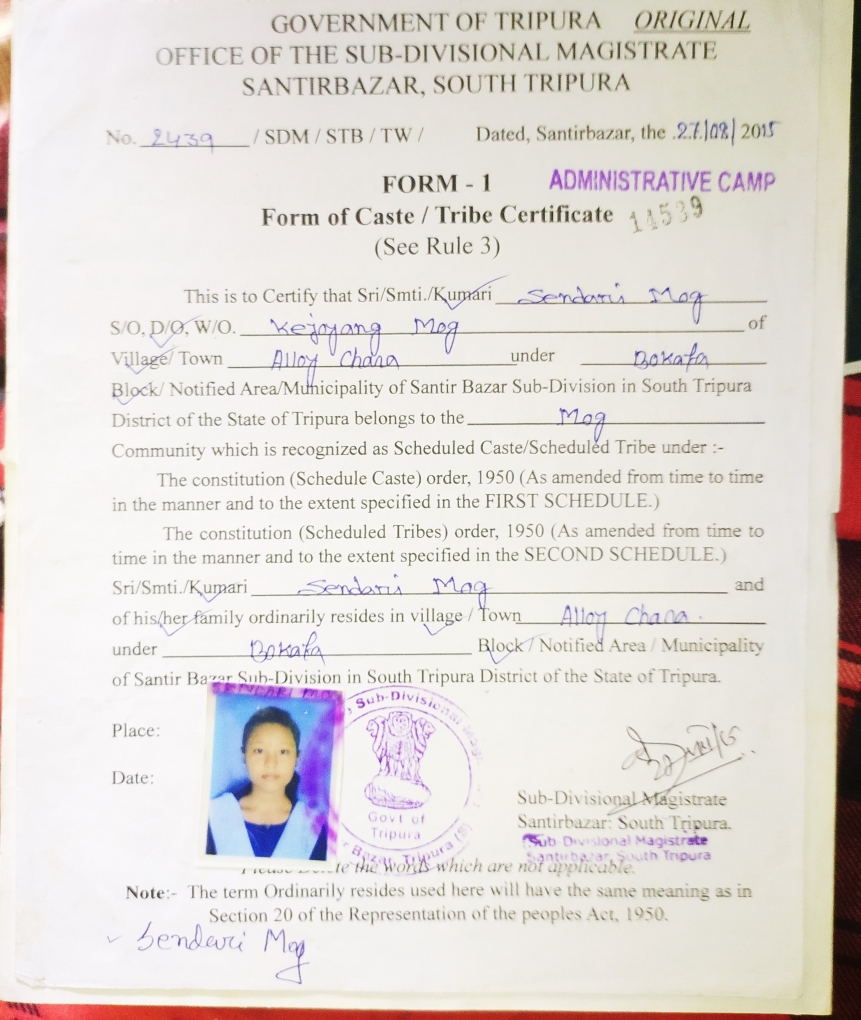 GOVERNMENT OF TRIPURA ORIGINAL
OFFICE OF THE SUB-DIVISIONAL MAGISTRATE
SANTIRBAZAR, SOUTH TRIPURA
No. 2439 / SDM / STB / TW / Dated, Santirbazar, the 27/08/2015
FORM - 1 ADMINISTRATIVE CAMP
Form of Caste / Tribe Certificate 14539
(See Rule 3)
This is to Certify that Sri/Smti./Kumari Sendari Mog
S/O, D/O, W/O. Kejoyang Mog of
Village/ Town Alloy Chara under Bokafa
Block/ Notified Area/Municipality of Santir Bazar Sub-Division in South Tripura
District of the State of Tripura belongs to the Mog
Community which is recognized as Scheduled Caste/Scheduled Tribe under :-
The constitution (Schedule Caste) order, 1950 (As amended from time to time
in the manner and to the extent specified in the FIRST SCHEDULE.)
The constitution (Scheduled Tribes) order, 1950 (As amended from time to
time in the manner and to the extent specified in the SECOND SCHEDULE.)
Sri/Smti./Kumari Sendari Mog and
of his/her family ordinarily resides in village / Town Alloy Chara.
under Bokafa Block / Notified Area / Municipality
of Santir Bazar Sub-Division in South Tripura District of the State of Tripura.
SENDARI MOG
Sub-Divisional
Place:
Date:
Govt of
Tripura
Bazar, Tripura (S)
Sub-Divisional Magistrate
Santirbazar: South Tripura.
Sub Divisional Magistrate
Santirbazar, South Tripura
the words which are not applicable.
Note:- The term Ordinarily resides used here will have the same meaning as in
Section 20 of the Representation of the peoples Act, 1950.
Sendari Mog